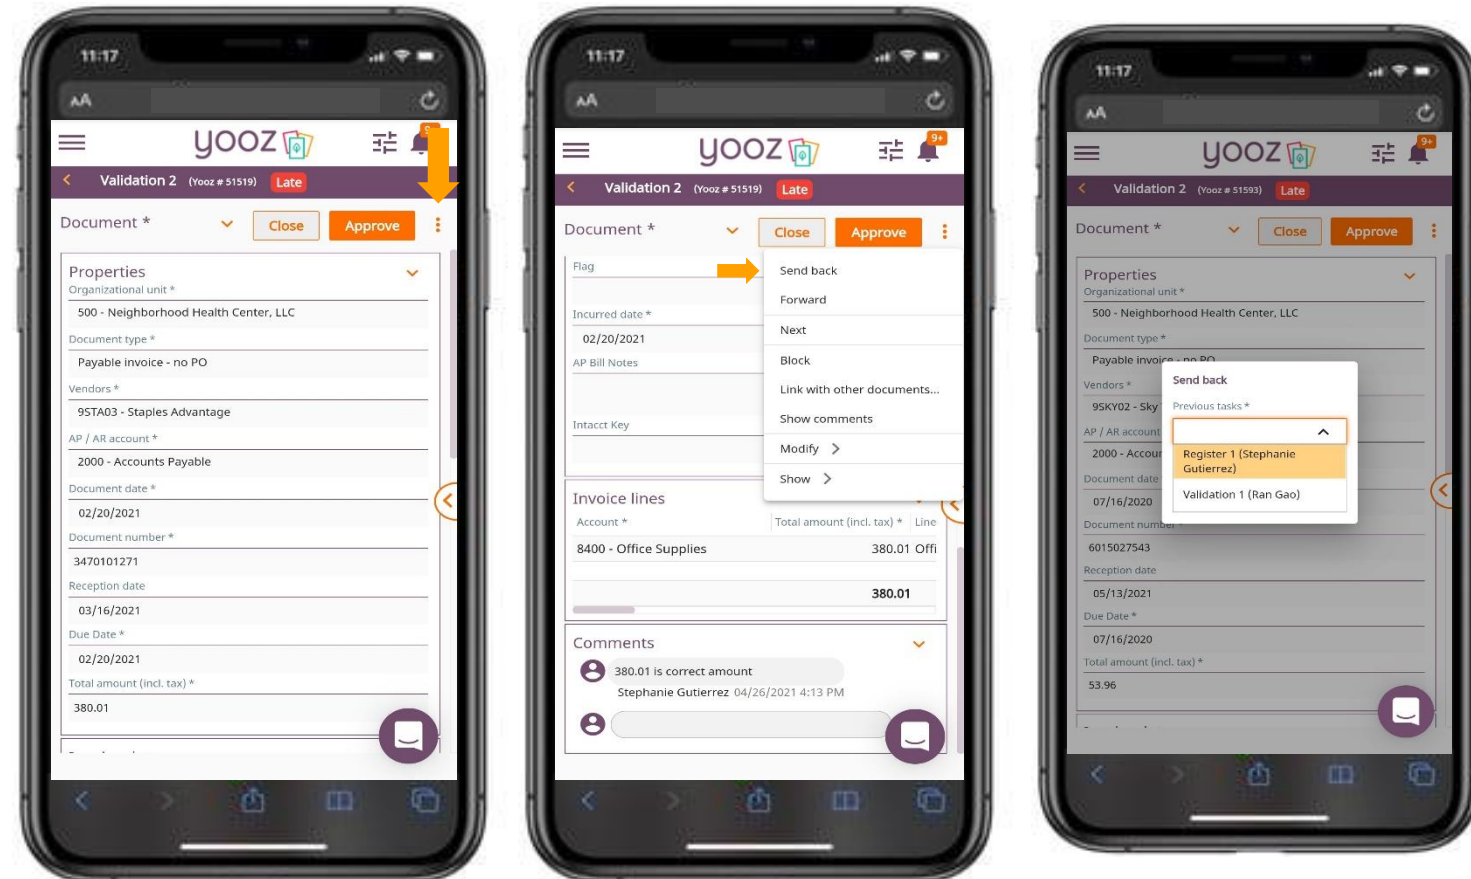 11:17
AA
yooz
9+
Validation 2 (Yooz # 51519) Late
Document * Close Approve
Properties
Organizational unit *
500 - Neighborhood Health Center, LLC
Document type *
Payable invoice - no PO
Vendors *
9STA03 - Staples Advantage
AP / AR account *
2000 - Accounts Payable
Document date *
02/20/2021
Document number *
3470101271
Reception date
03/16/2021
Due Date *
02/20/2021
Total amount (incl. tax) *
380.01
11:17
AA
yooz
9+
Validation 2 (Yooz # 51519) Late
Document * Close Approve
Flag
Incurred date *
02/20/2021
AP Bill Notes
Intacct Key
Send back
Forward
Next
Block
Link with other documents...
Show comments
Modify
Show
Invoice lines
Account * Total amount (incl. tax) * Line
8400 - Office Supplies 380.01 Offi
380.01
Comments
380.01 is correct amount
Stephanie Gutierrez 04/26/2021 4:13 PM
11:17
AA
yooz
9+
Validation 2 (Yooz # 51593) Late
Document * Close Approve
Properties
Organizational unit *
500 - Neighborhood Health Center, LLC
Document type *
Payable invoice - no PO
Vendors *
9SKY02 - Sky
AP / AR account
2000 - Accour
Document date
07/16/2020
Document number *
6015027543
Reception date
05/13/2021
Due Date *
07/16/2020
Total amount (incl. tax) *
53.96
Send back
Previous tasks *
Register 1 (Stephanie
Gutierrez)
Validation 1 (Ran Gao)